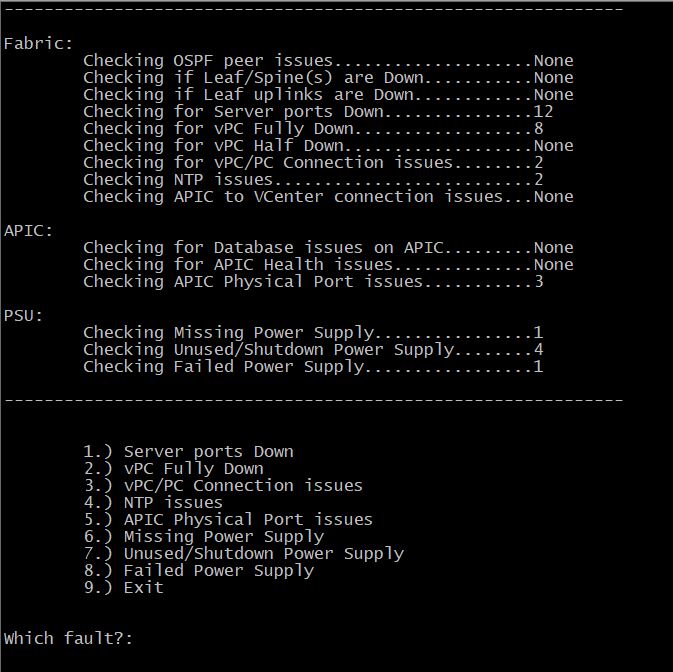 --------------------------------------------------------------
Fabric:
        Checking OSPF peer issues....................None
        Checking if Leaf/Spine(s) are Down...........None
        Checking if Leaf uplinks are Down............None
        Checking for Server ports Down...............12
        Checking for vPC Fully Down..................8
        Checking for vPC Half Down...................None
        Checking for vPC/PC Connection issues........2
        Checking NTP issues..........................2
        Checking APIC to VCenter connection issues...None
APIC:
        Checking for Database issues on APIC.........None
        Checking for APIC Health issues..............None
        Checking APIC Physical Port issues...........3
PSU:
        Checking Missing Power Supply................1
        Checking Unused/Shutdown Power Supply........4
        Checking Failed Power Supply.................1
--------------------------------------------------------------
        1.) Server ports Down
        2.) vPC Fully Down
        3.) vPC/PC Connection issues
        4.) NTP issues
        5.) APIC Physical Port issues
        6.) Missing Power Supply
        7.) Unused/Shutdown Power Supply
        8.) Failed Power Supply
        9.) Exit
Which fault?: